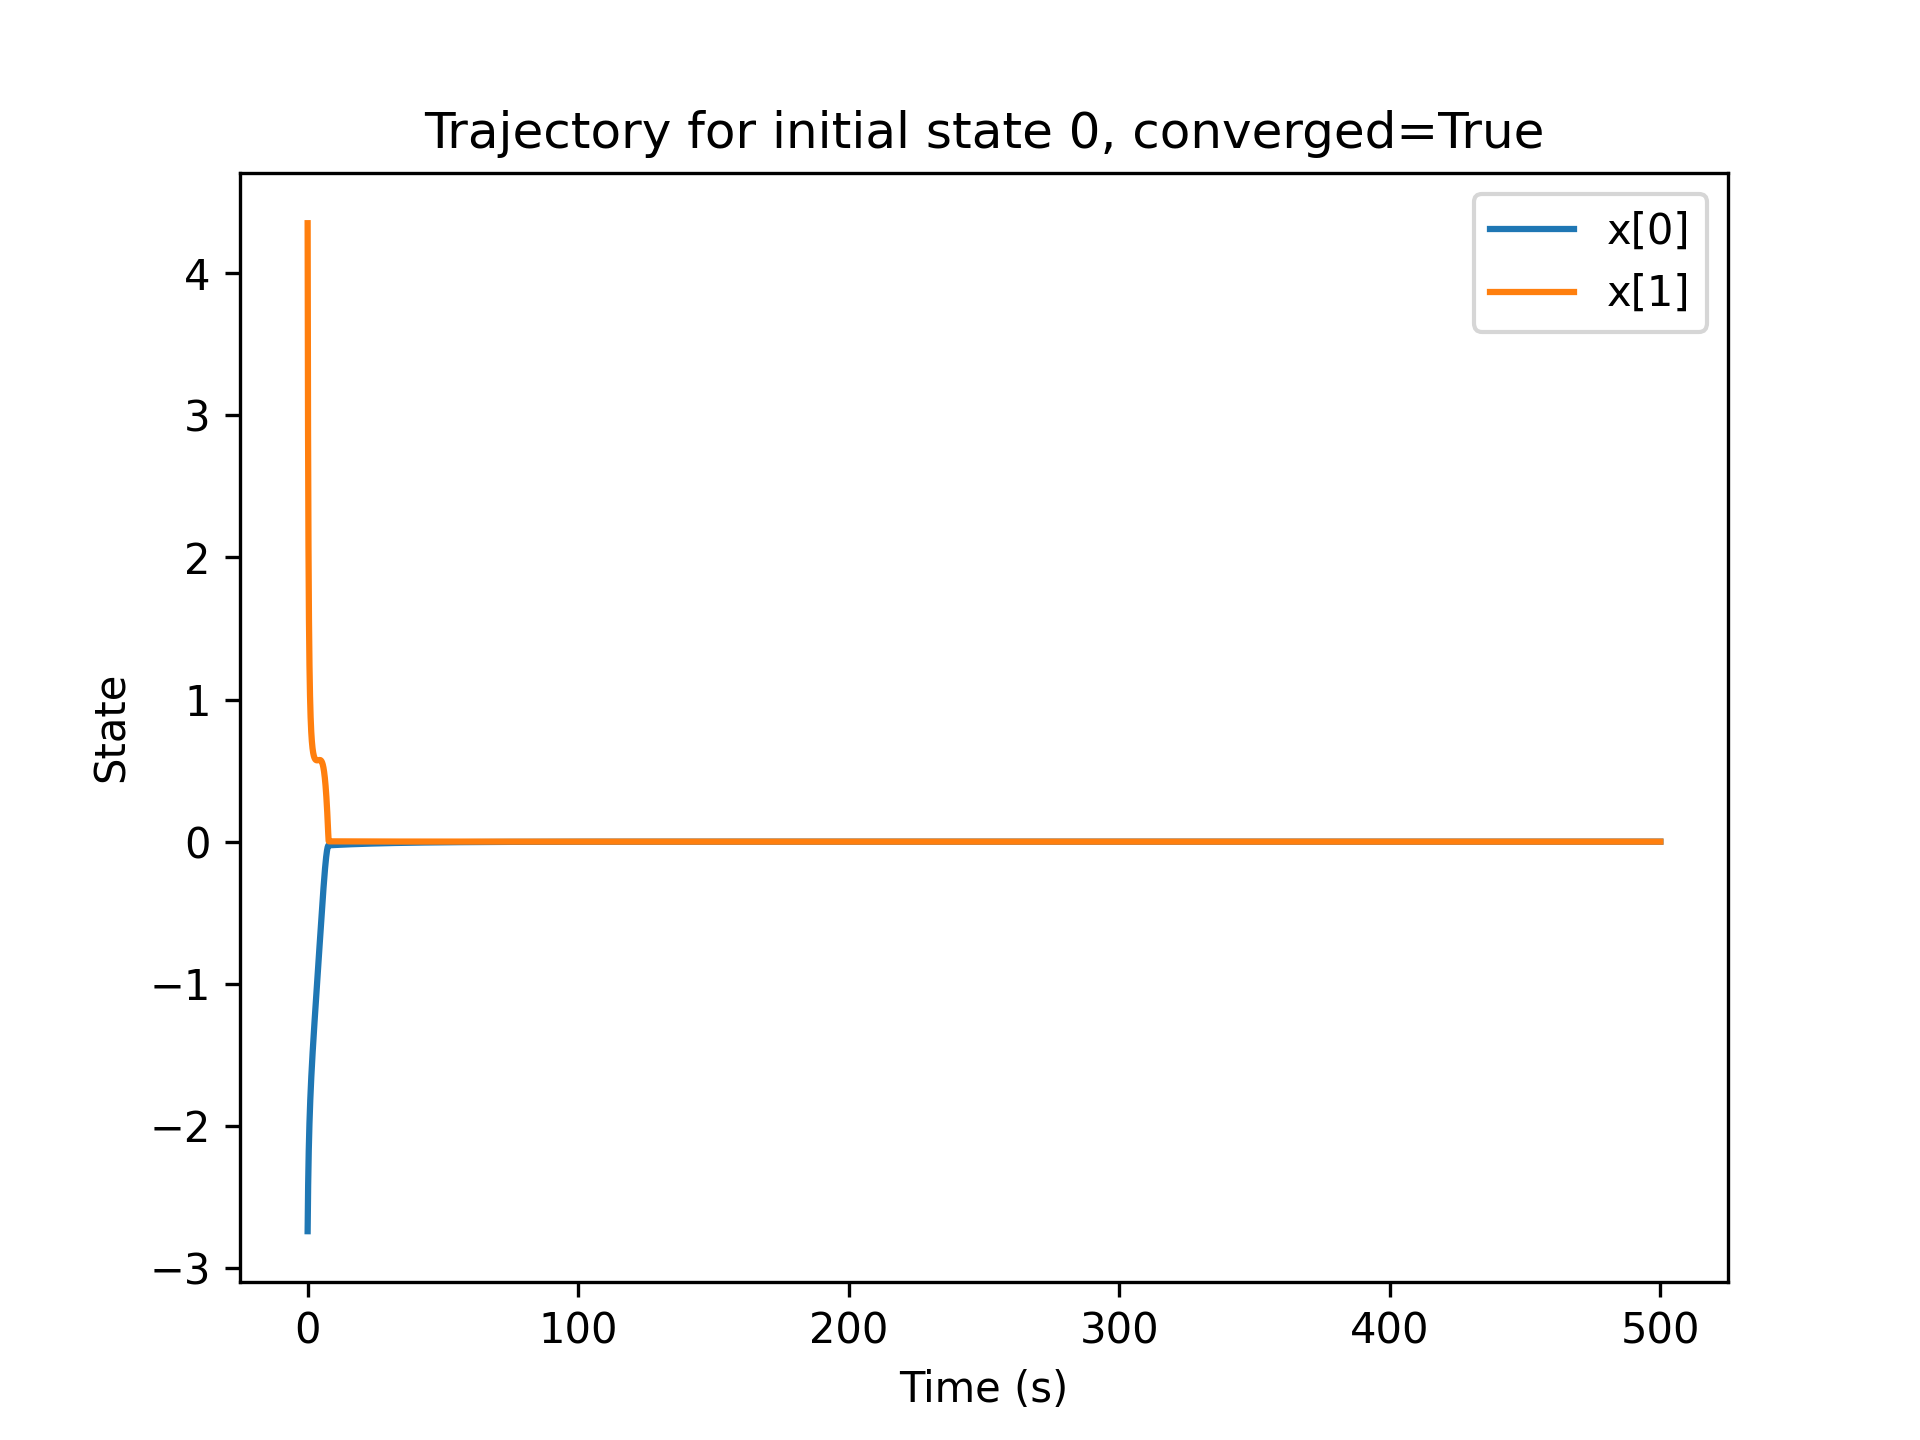 Trajectory for initial state 0, converged=True
x[0]
x[1]
4
3
2
1
0
−1
−2
−3
State
0 100 200 300 400 500
Time (s)